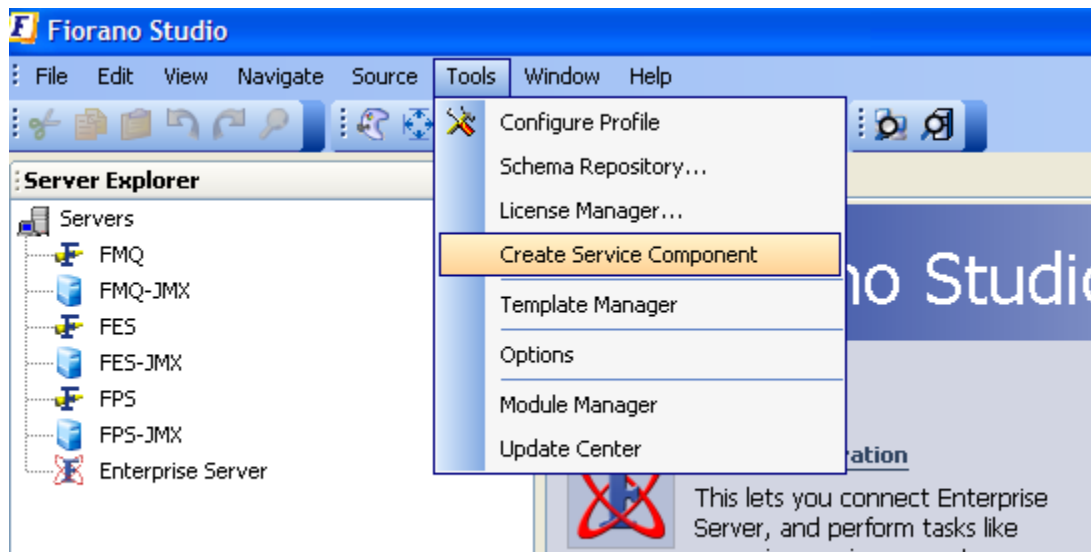 Fiorano Studio
File Edit View Navigate Source Tools Window Help
Configure Profile
Schema Repository...
License Manager...
Create Service Component
Template Manager
Options
Module Manager
Update Center
Server Explorer
Servers
FMQ
FMQ-JMX
FES
FES-JMX
FPS
FPS-JMX
Enterprise Server
no Studio
ation
This lets you connect Enterprise
Server, and perform tasks like